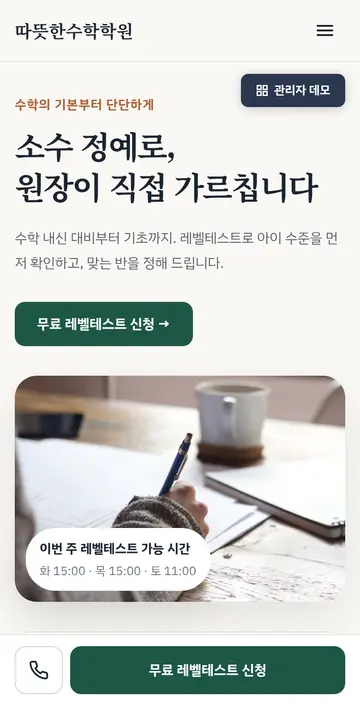 따뜻한수학학원
관리자 데모
수학의 기본부터 단단하게
소수 정예로,
원장이 직접 가르칩니다
수학 내신 대비부터 기초까지. 레벨테스트로 아이 수준을 먼
저 확인하고, 맞는 반을 정해 드립니다.
무료 레벨테스트 신청 →
이번 주 레벨테스트 가능 시간
화 15:00 · 목 15:00 · 토 11:00
무료 레벨테스트 신청